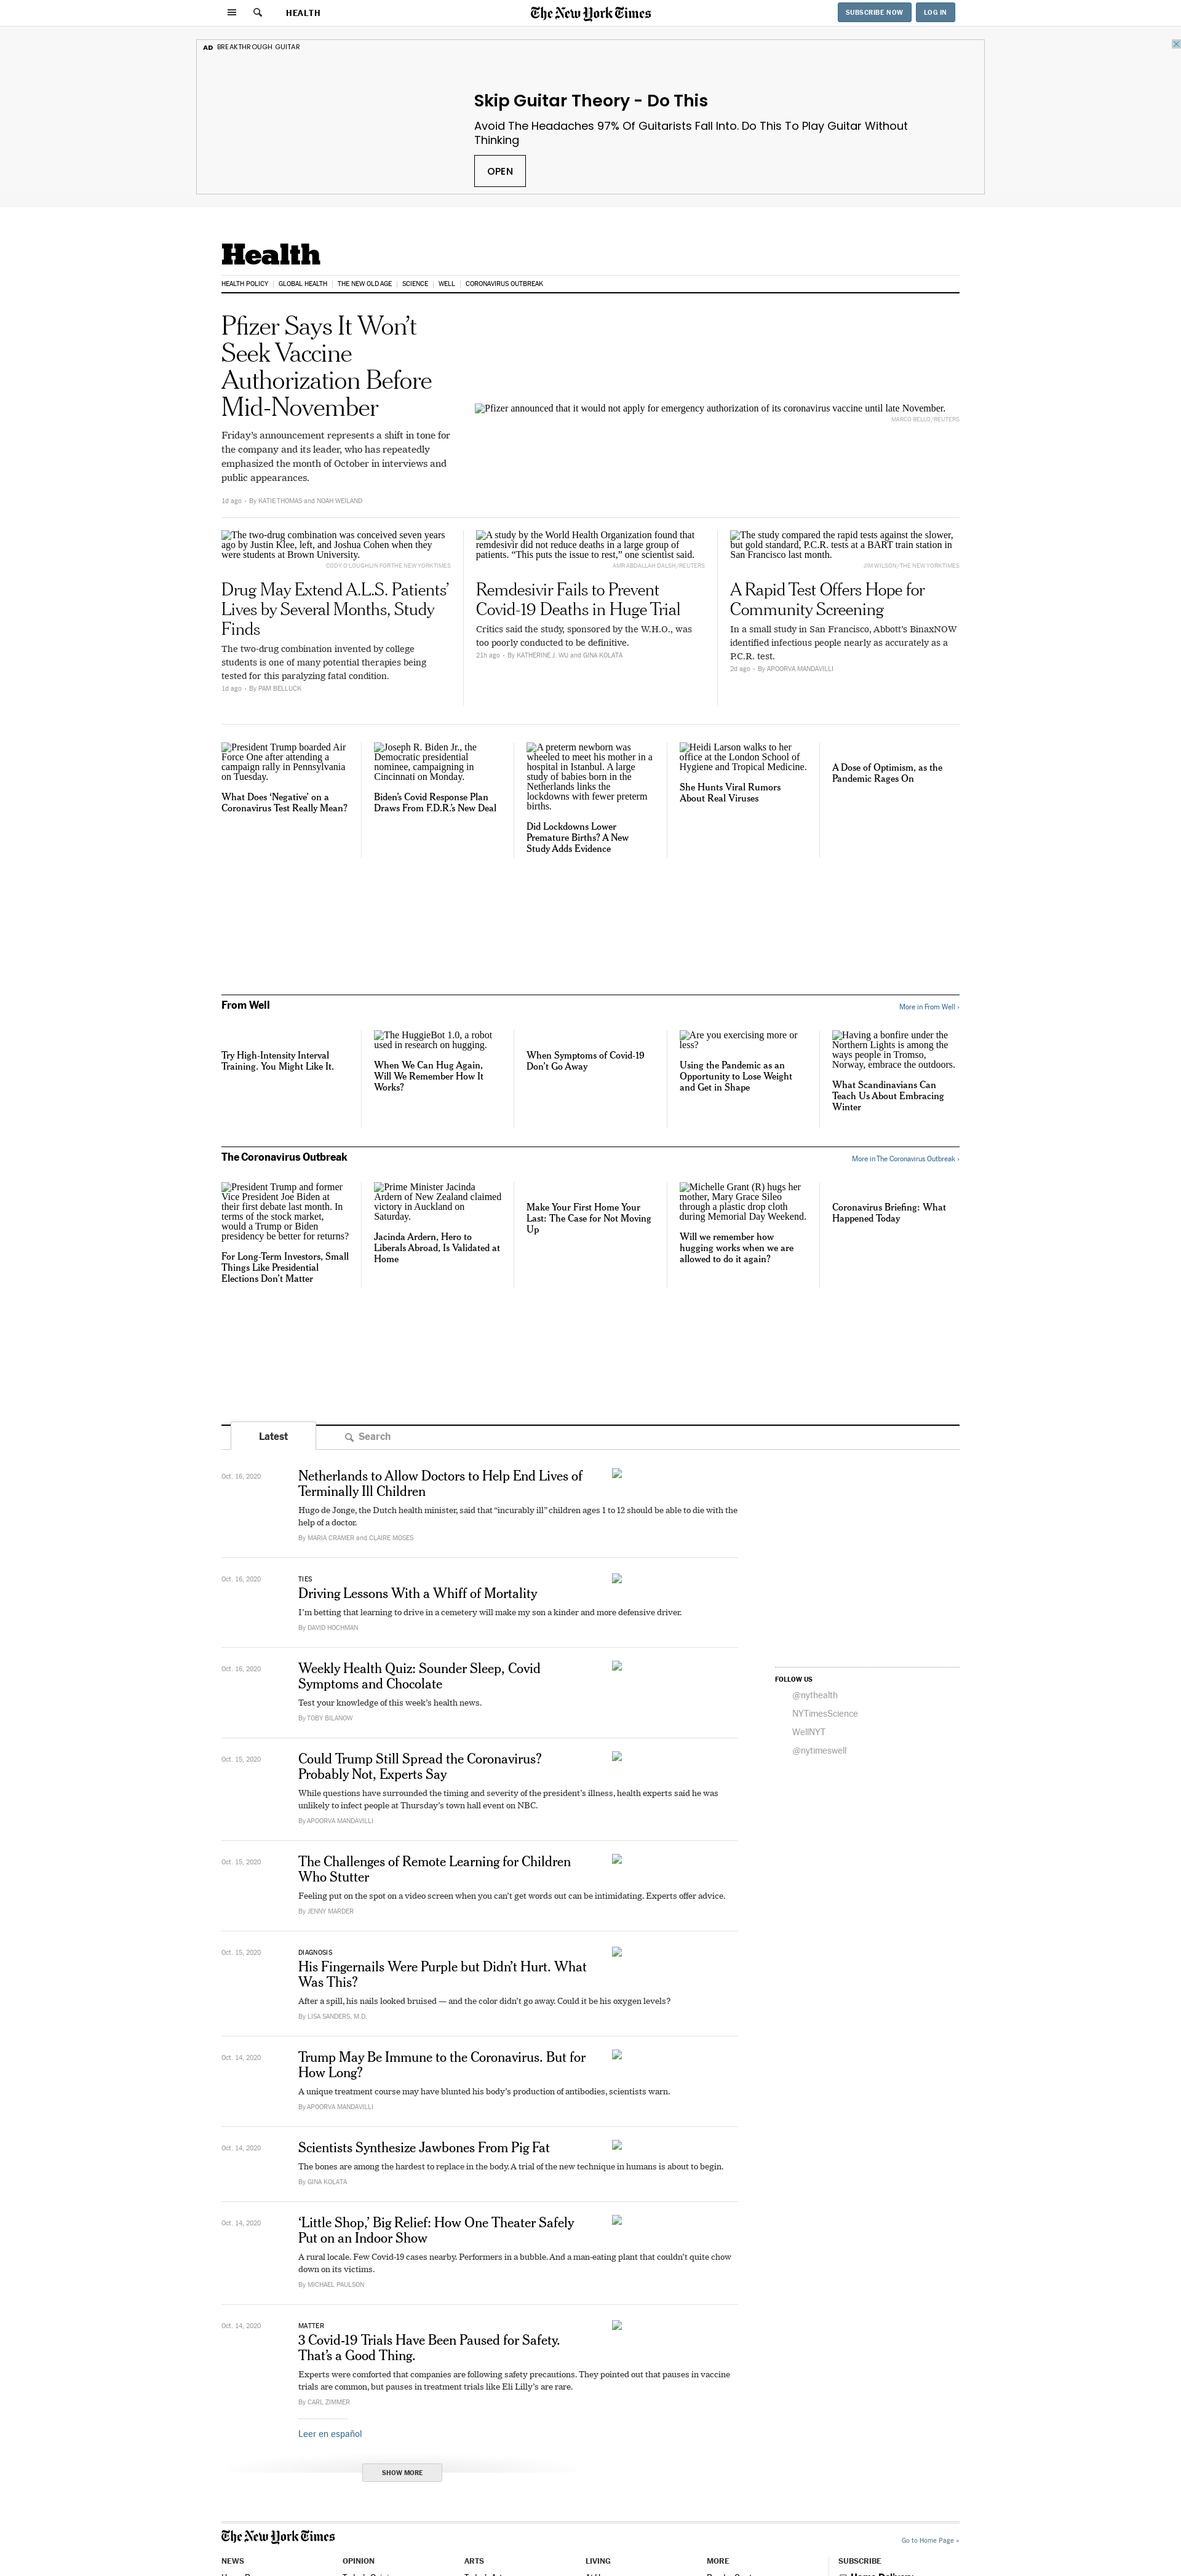 HEALTH
The New York Times
SUBSCRIBE NOW
LOG IN
AD BREAKTHROUGH GUITAR
Skip Guitar Theory - Do This
Avoid The Headaches 97% Of Guitarists Fall Into. Do This To Play Guitar Without
Thinking
OPEN
Health
HEALTH POLICY
GLOBAL HEALTH
THE NEW OLD AGE
SCIENCE
WELL
CORONAVIRUS OUTBREAK
Pfizer Says It Won’t
Seek Vaccine
Authorization Before
Mid-November
Friday’s announcement represents a shift in tone for
the company and its leader, who has repeatedly
emphasized the month of October in interviews and
public appearances.
1d ago • By KATIE THOMAS and NOAH WEILAND
Pfizer announced that it would not apply for emergency authorization of its coronavirus vaccine until late November.
MARCO BELLO/REUTERS
The two-drug combination was conceived seven years
ago by Justin Klee, left, and Joshua Cohen when they
were students at Brown University.
CODY O'LOUGHLIN FOR THE NEW YORK TIMES
Drug May Extend A.L.S. Patients’
Lives by Several Months, Study
Finds
The two-drug combination invented by college
students is one of many potential therapies being
tested for this paralyzing fatal condition.
1d ago • By PAM BELLUCK
A study by the World Health Organization found that
remdesivir did not reduce deaths in a large group of
patients. “This puts the issue to rest,” one scientist said.
AMR ABDALLAH DALSH/REUTERS
Remdesivir Fails to Prevent
Covid-19 Deaths in Huge Trial
Critics said the study, sponsored by the W.H.O., was
too poorly conducted to be definitive.
21h ago • By KATHERINE J. WU and GINA KOLATA
The study compared the rapid tests against the slower,
but gold standard, P.C.R. tests at a BART train station in
San Francisco last month.
JIM WILSON/THE NEW YORK TIMES
A Rapid Test Offers Hope for
Community Screening
In a small study in San Francisco, Abbott’s BinaxNOW
identified infectious people nearly as accurately as a
P.C.R. test.
2d ago • By APOORVA MANDAVILLI
President Trump boarded Air
Force One after attending a
campaign rally in Pennsylvania
on Tuesday.
What Does ‘Negative’ on a
Coronavirus Test Really Mean?
Joseph R. Biden Jr., the
Democratic presidential
nominee, campaigning in
Cincinnati on Monday.
Biden’s Covid Response Plan
Draws From F.D.R.’s New Deal
A preterm newborn was
wheeled to meet his mother in a
hospital in Istanbul. A large
study of babies born in the
Netherlands links the
lockdowns with fewer preterm
births.
Did Lockdowns Lower
Premature Births? A New
Study Adds Evidence
Heidi Larson walks to her
office at the London School of
Hygiene and Tropical Medicine.
She Hunts Viral Rumors
About Real Viruses
A Dose of Optimism, as the
Pandemic Rages On
From Well
More in From Well ›
Try High-Intensity Interval
Training. You Might Like It.
The HuggieBot 1.0, a robot
used in research on hugging.
When We Can Hug Again,
Will We Remember How It
Works?
When Symptoms of Covid-19
Don’t Go Away
Are you exercising more or
less?
Using the Pandemic as an
Opportunity to Lose Weight
and Get in Shape
Having a bonfire under the
Northern Lights is among the
ways people in Tromso,
Norway, embrace the outdoors.
What Scandinavians Can
Teach Us About Embracing
Winter
The Coronavirus Outbreak
More in The Coronavirus Outbreak ›
President Trump and former
Vice President Joe Biden at
their first debate last month. In
terms of the stock market,
would a Trump or Biden
presidency be better for returns?
For Long-Term Investors, Small
Things Like Presidential
Elections Don’t Matter
Prime Minister Jacinda
Ardern of New Zealand claimed
victory in Auckland on
Saturday.
Jacinda Ardern, Hero to
Liberals Abroad, Is Validated at
Home
Make Your First Home Your
Last: The Case for Not Moving
Up
Michelle Grant (R) hugs her
mother, Mary Grace Sileo
through a plastic drop cloth
during Memorial Day Weekend.
Will we remember how
hugging works when we are
allowed to do it again?
Coronavirus Briefing: What
Happened Today
Latest
Search
Oct. 16, 2020
Netherlands to Allow Doctors to Help End Lives of
Terminally Ill Children
Hugo de Jonge, the Dutch health minister, said that “incurably ill” children ages 1 to 12 should be able to die with the
help of a doctor.
By MARIA CRAMER and CLAIRE MOSES
Oct. 16, 2020
TIES
Driving Lessons With a Whiff of Mortality
I’m betting that learning to drive in a cemetery will make my son a kinder and more defensive driver.
By DAVID HOCHMAN
Oct. 16, 2020
Weekly Health Quiz: Sounder Sleep, Covid
Symptoms and Chocolate
Test your knowledge of this week’s health news.
By TOBY BILANOW
FOLLOW US
@nythealth
NYTimesScience
WellNYT
@nytimeswell
Oct. 15, 2020
Could Trump Still Spread the Coronavirus?
Probably Not, Experts Say
While questions have surrounded the timing and severity of the president’s illness, health experts said he was
unlikely to infect people at Thursday’s town hall event on NBC.
By APOORVA MANDAVILLI
Oct. 15, 2020
The Challenges of Remote Learning for Children
Who Stutter
Feeling put on the spot on a video screen when you can’t get words out can be intimidating. Experts offer advice.
By JENNY MARDER
Oct. 15, 2020
DIAGNOSIS
His Fingernails Were Purple but Didn’t Hurt. What
Was This?
After a spill, his nails looked bruised — and the color didn’t go away. Could it be his oxygen levels?
By LISA SANDERS, M.D.
Oct. 14, 2020
Trump May Be Immune to the Coronavirus. But for
How Long?
A unique treatment course may have blunted his body’s production of antibodies, scientists warn.
By APOORVA MANDAVILLI
Oct. 14, 2020
Scientists Synthesize Jawbones From Pig Fat
The bones are among the hardest to replace in the body. A trial of the new technique in humans is about to begin.
By GINA KOLATA
Oct. 14, 2020
‘Little Shop,’ Big Relief: How One Theater Safely
Put on an Indoor Show
A rural locale. Few Covid-19 cases nearby. Performers in a bubble. And a man-eating plant that couldn’t quite chow
down on its victims.
By MICHAEL PAULSON
Oct. 14, 2020
MATTER
3 Covid-19 Trials Have Been Paused for Safety.
That’s a Good Thing.
Experts were comforted that companies are following safety precautions. They pointed out that pauses in vaccine
trials are common, but pauses in treatment trials like Eli Lilly’s are rare.
By CARL ZIMMER
Leer en español
SHOW MORE
The New York Times
Go to Home Page »
NEWS
OPINION
ARTS
LIVING
MORE
SUBSCRIBE